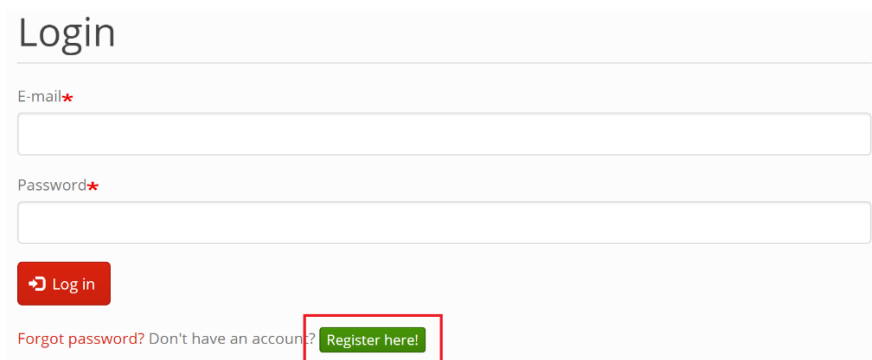 Login
E-mail*
Password*
Log in
Forgot password? Don't have an account? Register here!